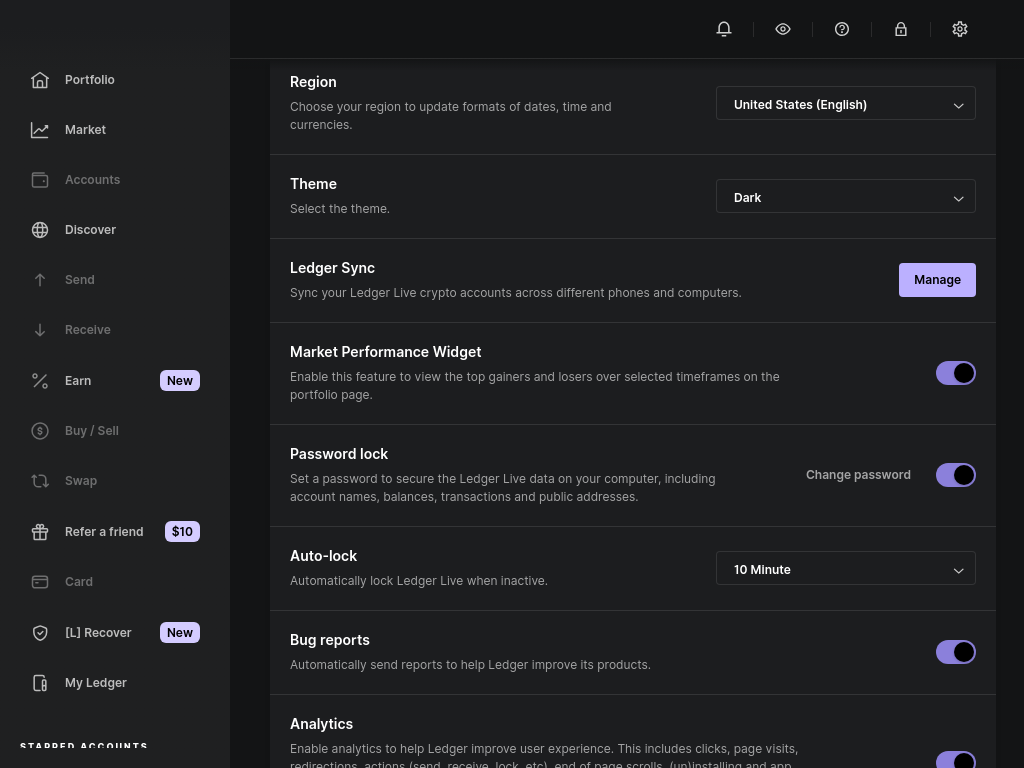 Portfolio
Market
Accounts
Discover
Send
Receive
Earn New
Buy / Sell
Swap
Refer a friend $10
Card
[L] Recover New
My Ledger
STARRED ACCOUNTS
Region
Choose your region to update formats of dates, time and
currencies.
United States (English)
Theme
Select the theme.
Dark
Ledger Sync
Sync your Ledger Live crypto accounts across different phones and computers.
Manage
Market Performance Widget
Enable this feature to view the top gainers and losers over selected timeframes on the
portfolio page.
Password lock
Set a password to secure the Ledger Live data on your computer, including
account names, balances, transactions and public addresses.
Change password
Auto-lock
Automatically lock Ledger Live when inactive.
10 Minute
Bug reports
Automatically send reports to help Ledger improve its products.
Analytics
Enable analytics to help Ledger improve user experience. This includes clicks, page visits,
redirections, actions (send, receive, lock, etc), end of page scrolls, (un)installing and app